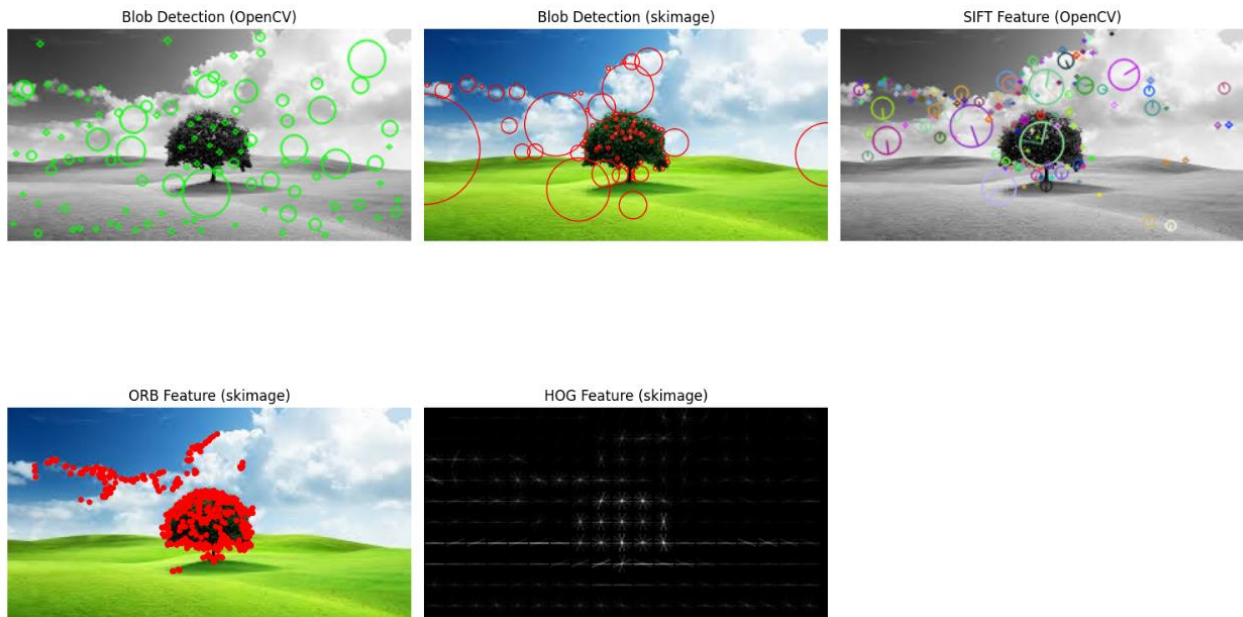 Blob Detection (OpenCV)
Blob Detection (skimage)
SIFT Feature (OpenCV)
ORB Feature (skimage)
HOG Feature (skimage)